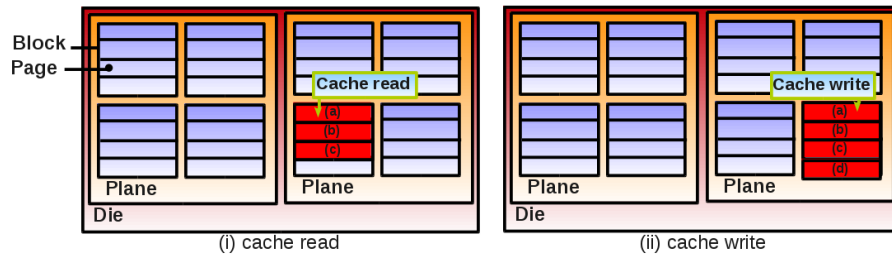 Block
Page
Cache read
(a)
(b)
(c)
Plane
Plane
Die
(i) cache read
Cache write
(a)
(b)
(c)
(d)
Plane
Plane
Die
(ii) cache write